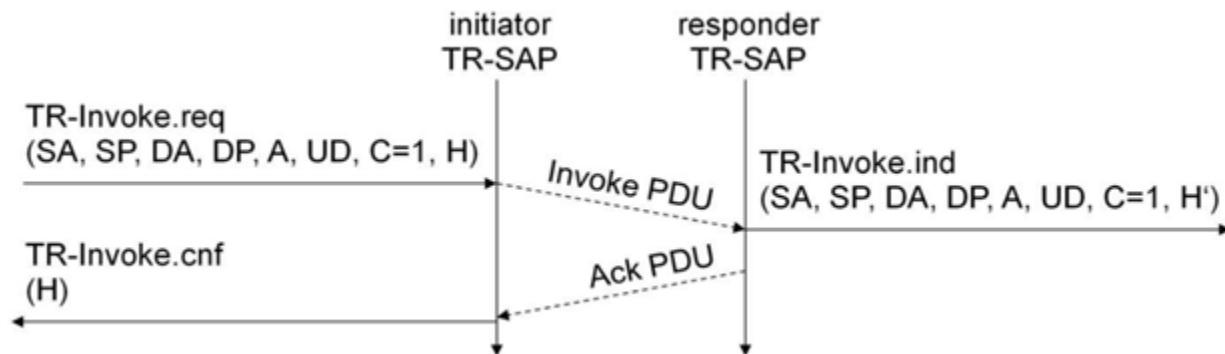 initiator
TR-SAP
responder
TR-SAP
TR-Invoke.req
(SA, SP, DA, DP, A, UD, C=1, H)
Invoke PDU
TR-Invoke.ind
(SA, SP, DA, DP, A, UD, C=1, H‘)
TR-Invoke.cnf
(H)
Ack PDU